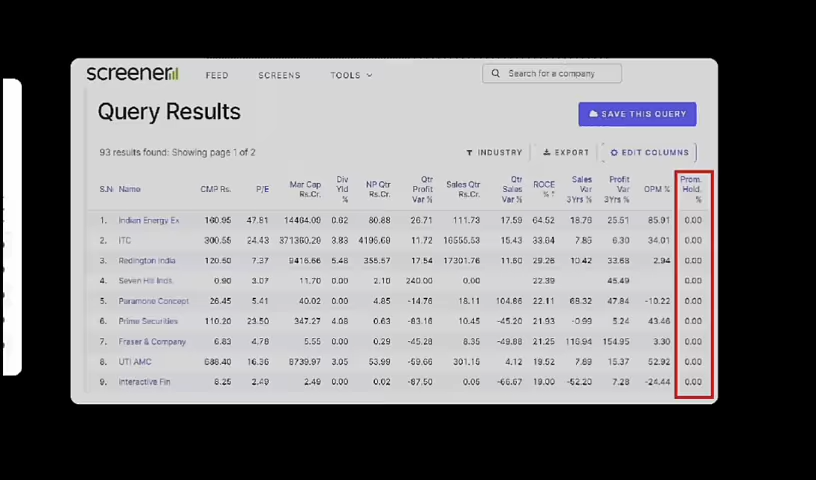 screener FEED SCREENS TOOLS Search for a company
Query Results SAVE THIS QUERY
93 results found: Showing page 1 of 2 INDUSTRY EXPORT EDIT COLUMNS
S.No Name CMP Rs. P/E Mar Cap Rs.Cr. Div Yld % NP Qtr Rs.Cr. Qtr Profit Var % Sales Qtr Rs.Cr. Qtr Sales Var % ROCE % Sales Var 3Yrs % Profit Var 3Yrs % OPM % Prom. Hold. %
1. Indian Energy Ex 160.95 47.81 14464.09 0.62 80.88 26.71 111.73 17.59 64.52 18.76 25.51 85.91 0.00
2. ITC 300.55 24.43 371360.29 3.83 4195.69 11.72 16555.53 15.43 33.64 7.86 6.30 34.01 0.00
3. Redington India 120.50 7.37 9416.66 5.48 355.57 17.54 17301.76 11.60 29.26 10.42 33.68 2.94 0.00
4. Seven Hill Inds. 0.90 3.07 11.70 0.00 2.10 240.00 0.00 22.39 45.49 0.00
5. Paramone Concept 26.45 5.41 40.02 0.00 4.85 -14.76 18.11 104.86 22.11 68.32 47.84 -10.22 0.00
6. Prime Securities 110.20 23.50 347.27 4.08 0.63 -83.16 10.45 -45.20 21.93 -0.99 5.24 43.46 0.00
7. Fraser & Company 6.83 4.78 5.55 0.00 0.29 -45.28 8.35 -49.88 21.25 118.94 154.95 3.30 0.00
8. UTI AMC 688.40 16.36 8739.97 3.05 53.99 -59.66 301.15 4.12 19.52 7.89 15.37 52.92 0.00
9. Interactive Fin 8.25 2.49 2.49 0.00 0.02 -87.50 0.05 -66.67 19.00 -52.20 7.28 -24.44 0.00